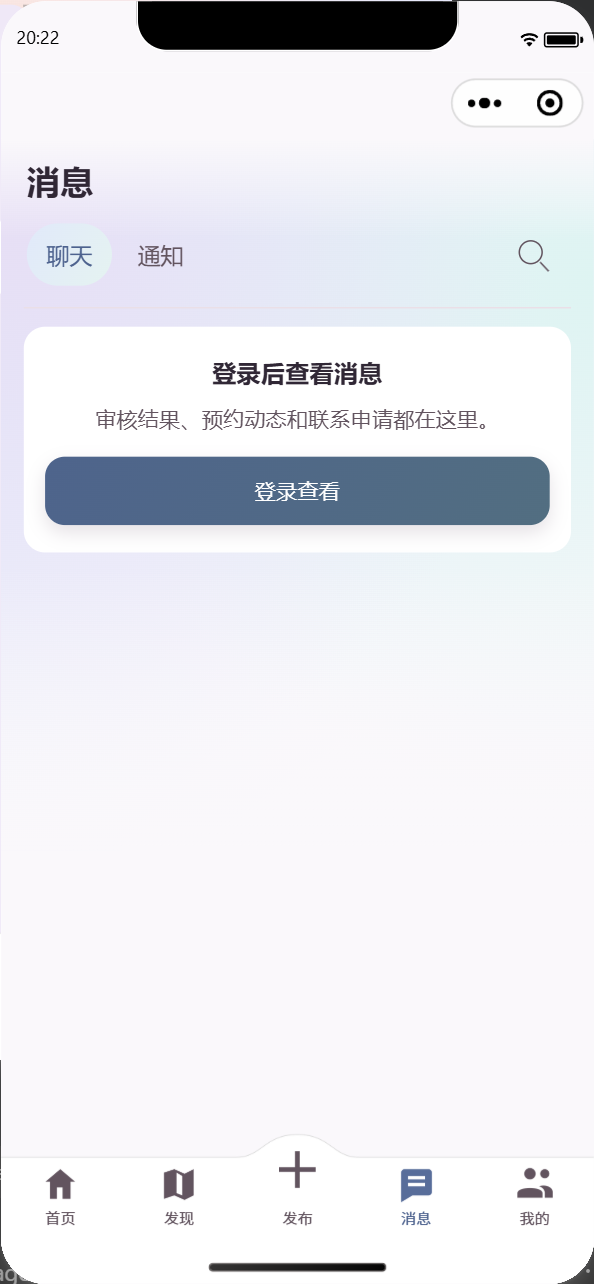 20:22
消息
聊天 通知
登录后查看消息
审核结果、预约动态和联系申请都在这里。
登录查看
首页 发现 发布 消息 我的